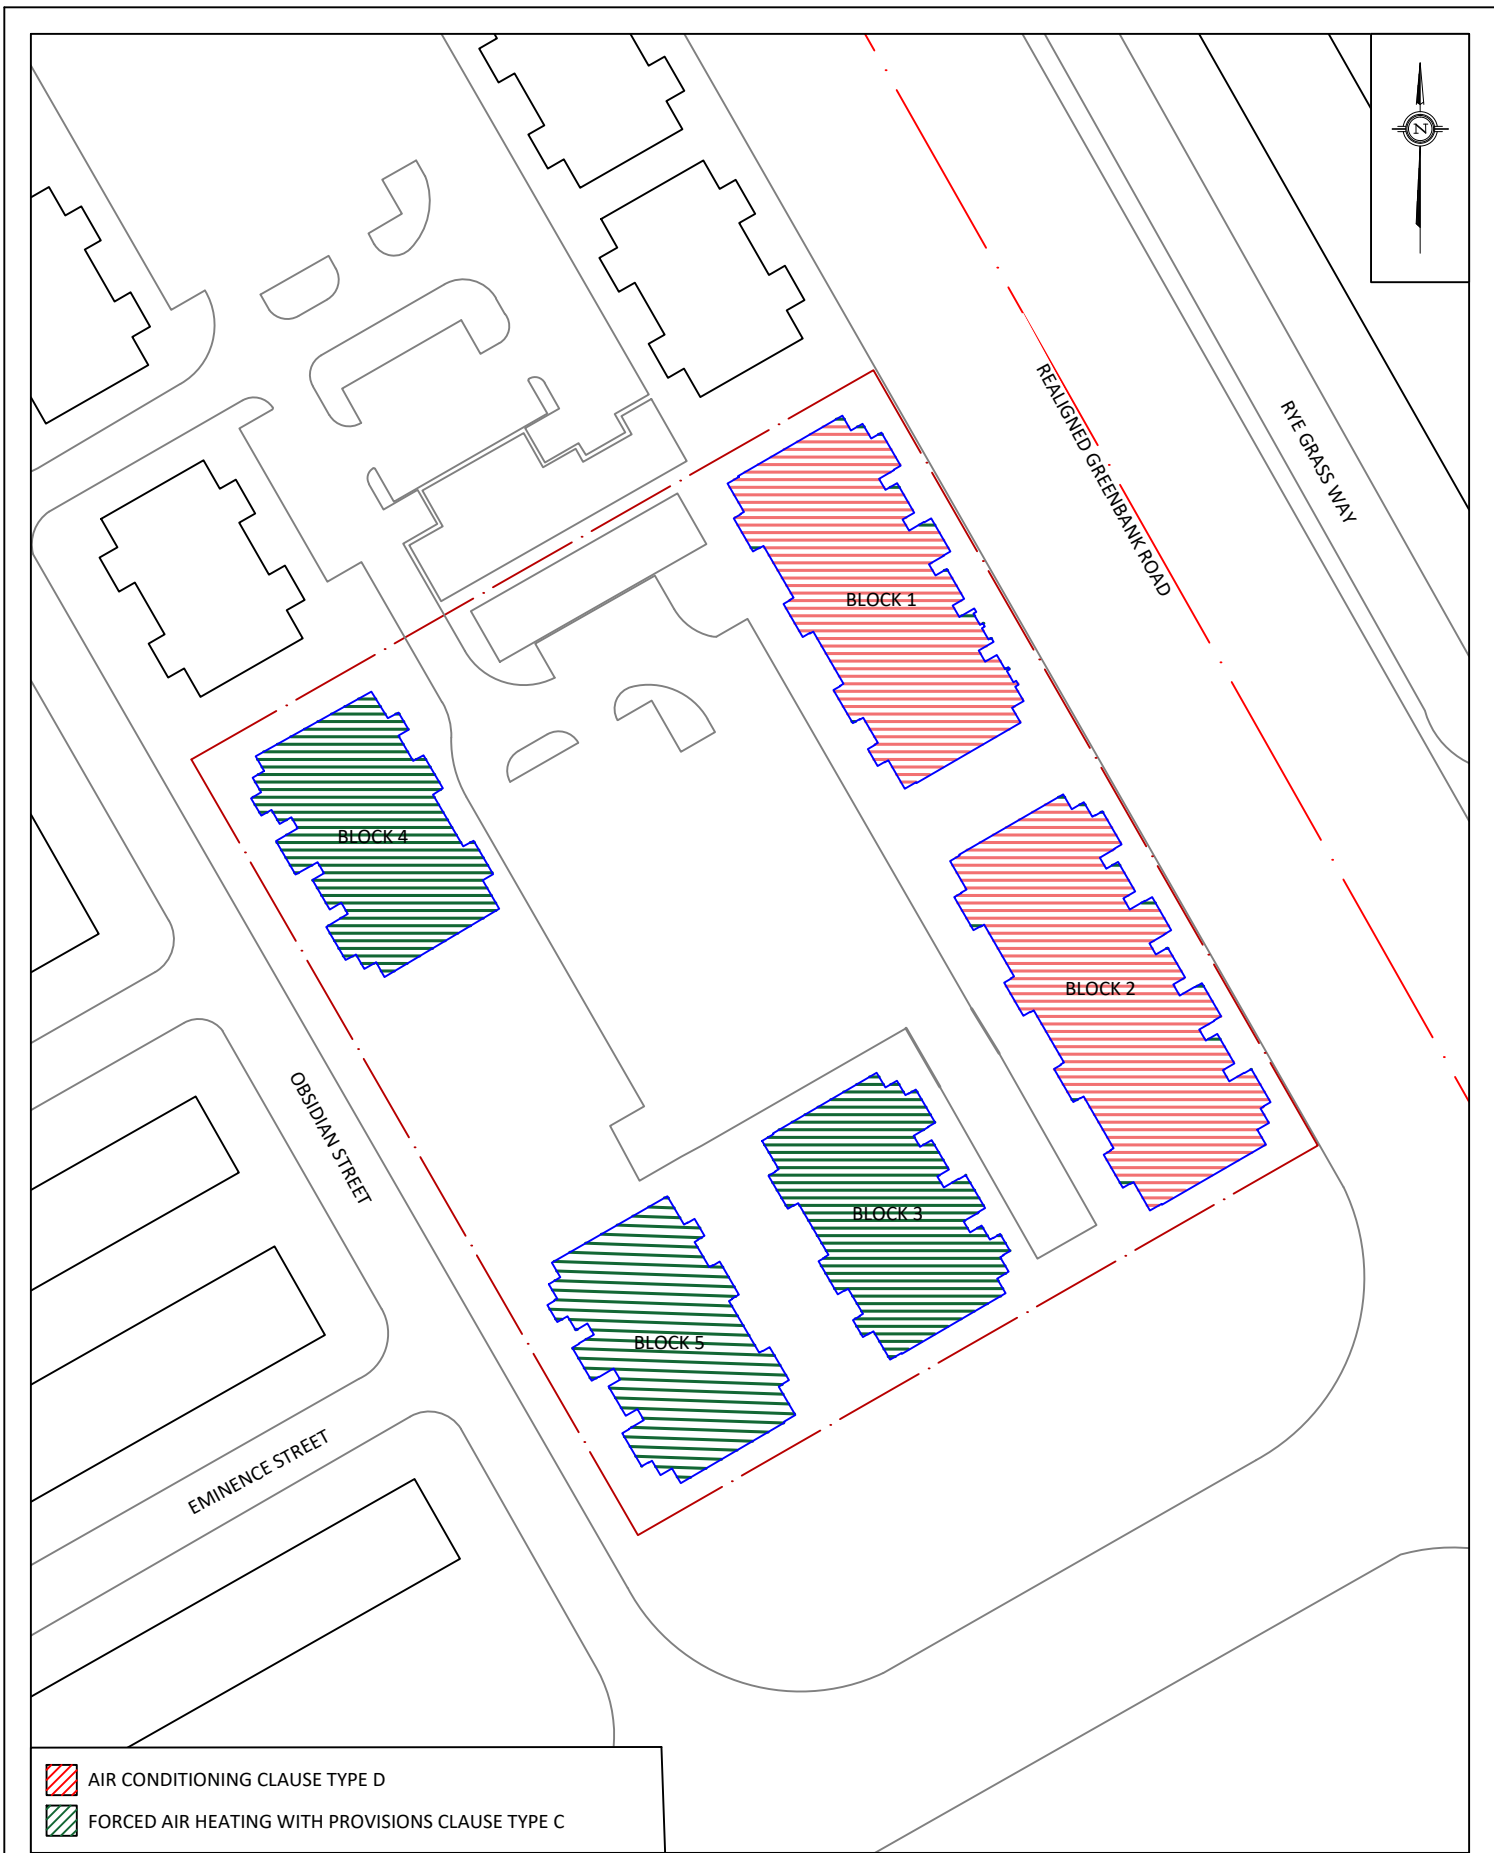 N
REALIGNED GREENBANK ROAD
RYE GRASS WAY
BLOCK 1
BLOCK 4
BLOCK 2
OBSIDIAN STREET
BLOCK 3
BLOCK 5
EMINENCE STREET
AIR CONDITIONING CLAUSE TYPE D
FORCED AIR HEATING WITH PROVISIONS CLAUSE TYPE C